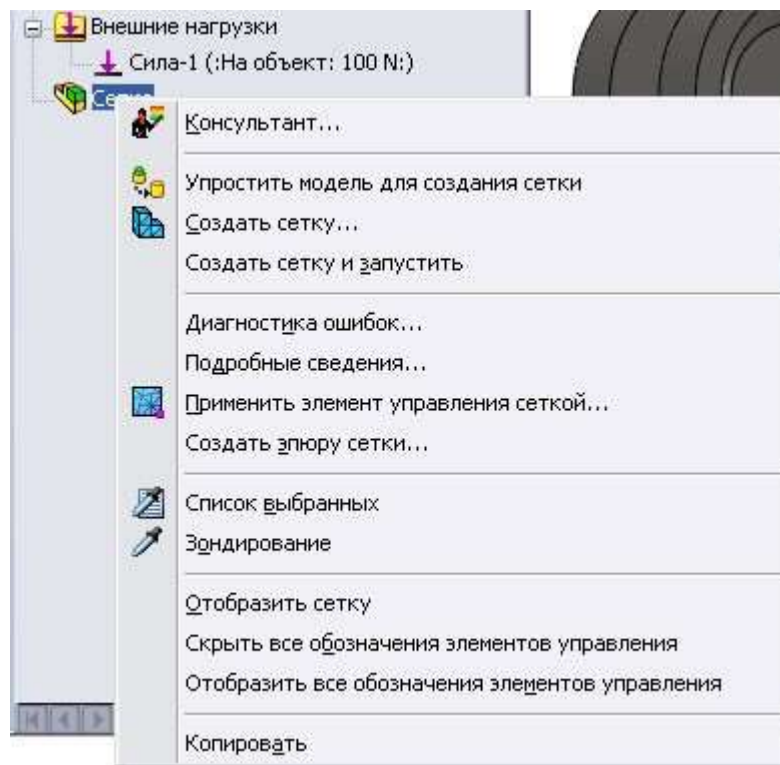 Внешние нагрузки
Сила-1 (:На объект: 100 N:)
Сетка
Консультант...
Упростить модель для создания сетки
Создать сетку...
Создать сетку и запустить
Диагностика ошибок...
Подробные сведения...
Применить элемент управления сеткой...
Создать эпюру сетки...
Список выбранных
Зондирование
Отобразить сетку
Скрыть все обозначения элементов управления
Отобразить все обозначения элементов управления
Копировать